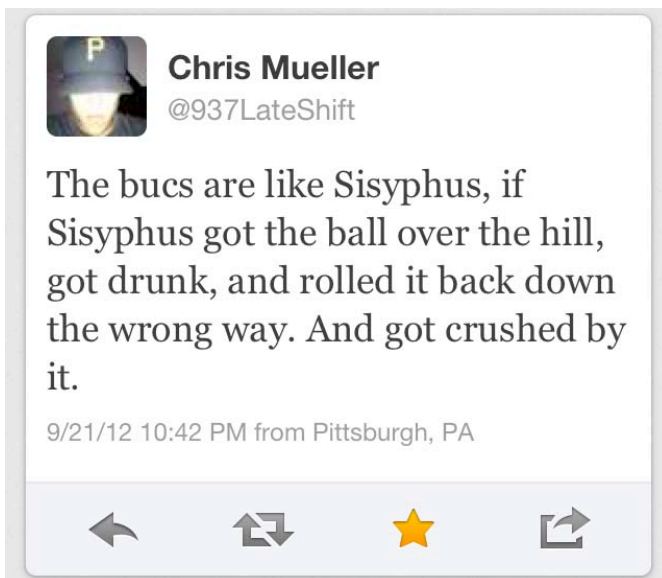 P
Chris Mueller
@937LateShift
The bucs are like Sisyphus, if
Sisyphus got the ball over the hill,
got drunk, and rolled it back down
the wrong way. And got crushed by
it.
9/21/12 10:42 PM from Pittsburgh, PA